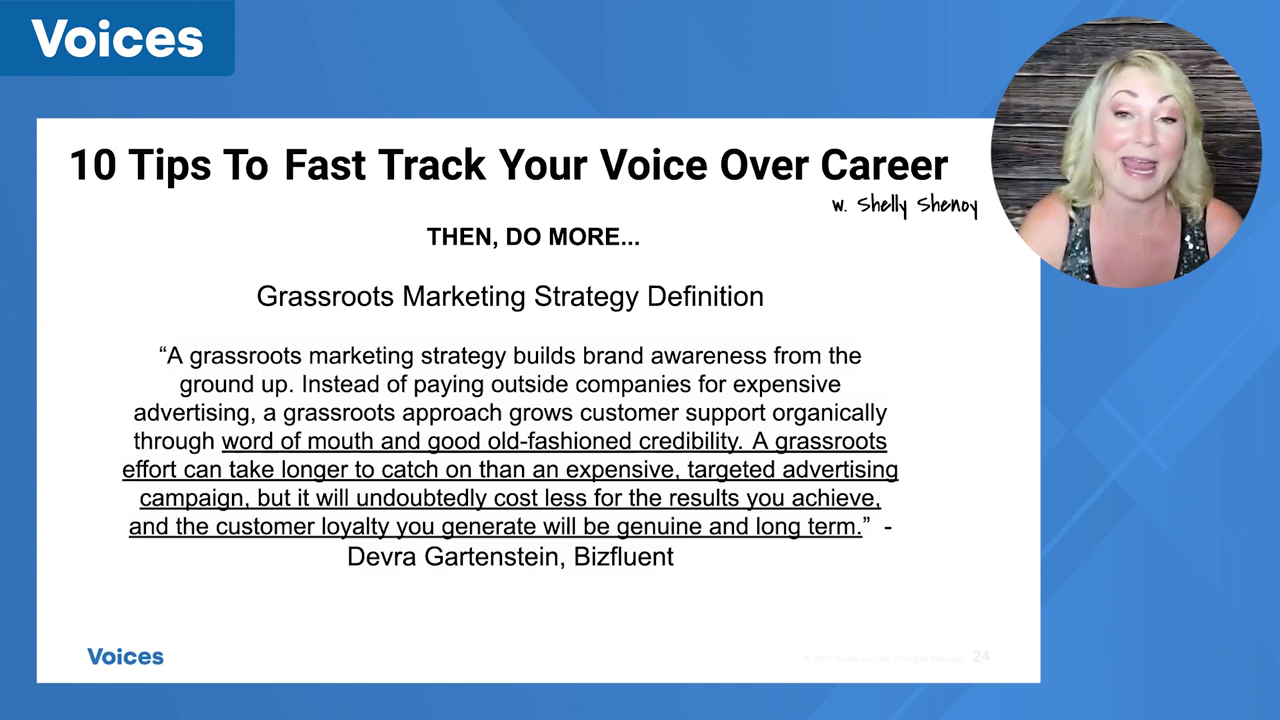 Voices
10 Tips To Fast Track Your Voice Over Career
w. Shelly Shenoy
THEN, DO MORE...
Grassroots Marketing Strategy Definition
“A grassroots marketing strategy builds brand awareness from the
ground up. Instead of paying outside companies for expensive
advertising, a grassroots approach grows customer support organically
through word of mouth and good old-fashioned credibility. A grassroots
effort can take longer to catch on than an expensive, targeted advertising
campaign, but it will undoubtedly cost less for the results you achieve,
and the customer loyalty you generate will be genuine and long term.” -
Devra Gartenstein, Bizfluent
Voices
24